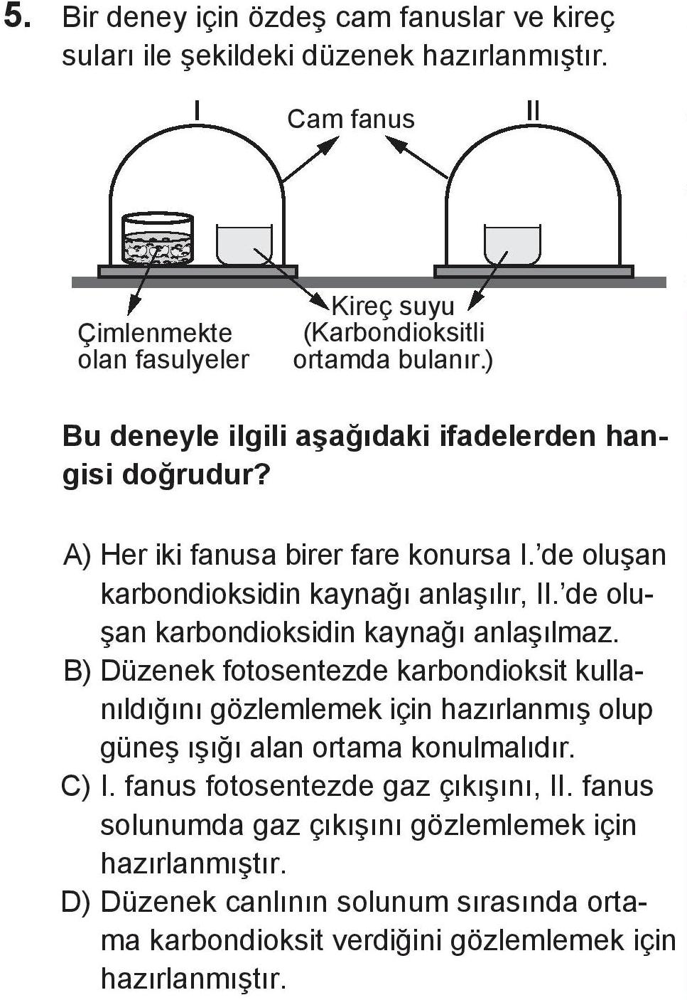 5. Bir deney için özdeş cam fanuslar ve kireç
suları ile şekildeki düzenek hazırlanmıştır.
I
Cam fanus
II
Kireç suyu
(Karbondioksitli
ortamda bulanır.)
Çimlenmekte
olan fasulyeler
Bu deneyle ilgili aşağıdaki ifadelerden han-
gisi doğrudur?
A) Her iki fanusa birer fare konursa I.’de oluşan
karbondioksidin kaynağı anlaşılır, II.’de olu-
şan karbondioksidin kaynağı anlaşılmaz.
B) Düzenek fotosentezde karbondioksit kulla-
nıldığını gözlemlemek için hazırlanmış olup
güneş ışığı alan ortama konulmalıdır.
C) I. fanus fotosentezde gaz çıkışını, II. fanus
solunumda gaz çıkışını gözlemlemek için
hazırlanmıştır.
D) Düzenek canlının solunum sırasında orta-
ma karbondioksit verdiğini gözlemlemek için
hazırlanmıştır.